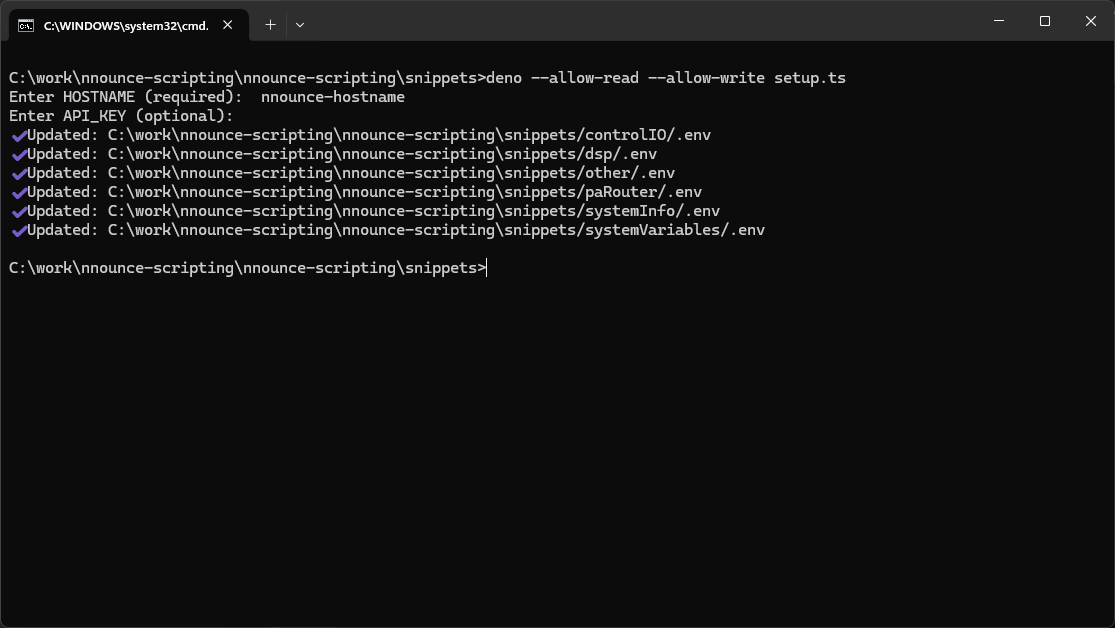 C:\WINDOWS\system32\cmd.
C:\work\nnounce-scripting\nnounce-scripting\snippets>deno --allow-read --allow-write setup.ts
Enter HOSTNAME (required):  nnounce-hostname
Enter API_KEY (optional):
✔Updated: C:\work\nnounce-scripting\nnounce-scripting\snippets/controlIO/.env
✔Updated: C:\work\nnounce-scripting\nnounce-scripting\snippets/dsp/.env
✔Updated: C:\work\nnounce-scripting\nnounce-scripting\snippets/other/.env
✔Updated: C:\work\nnounce-scripting\nnounce-scripting\snippets/paRouter/.env
✔Updated: C:\work\nnounce-scripting\nnounce-scripting\snippets/systemInfo/.env
✔Updated: C:\work\nnounce-scripting\nnounce-scripting\snippets/systemVariables/.env
C:\work\nnounce-scripting\nnounce-scripting\snippets>